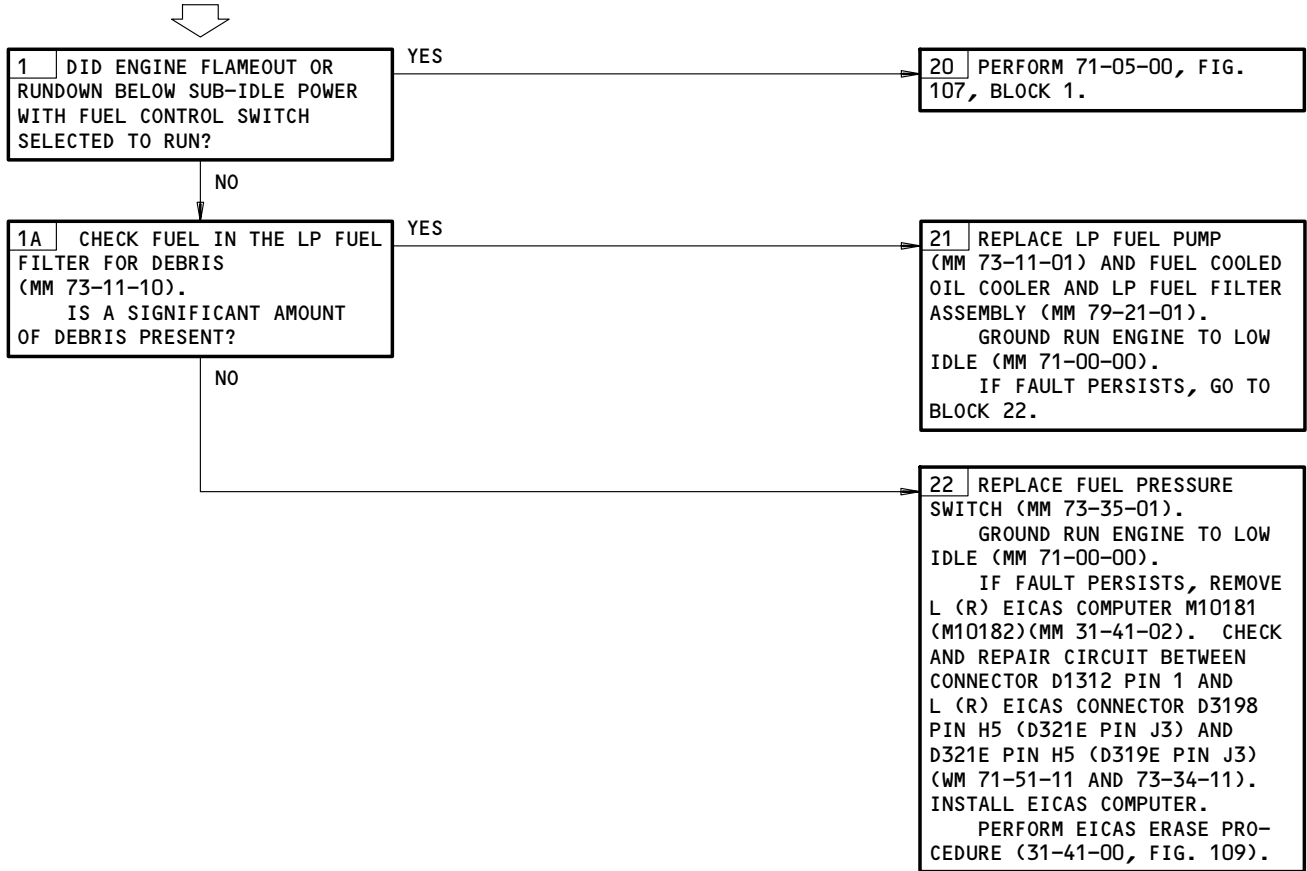 1 DID ENGINE FLAMEOUT OR
RUNDOWN BELOW SUB-IDLE POWER
WITH FUEL CONTROL SWITCH
SELECTED TO RUN?
YES
20 PERFORM 71-05-00, FIG.
107, BLOCK 1.
NO
1A CHECK FUEL IN THE LP FUEL
FILTER FOR DEBRIS
(MM 73-11-10).
IS A SIGNIFICANT AMOUNT
OF DEBRIS PRESENT?
YES
21 REPLACE LP FUEL PUMP
(MM 73-11-01) AND FUEL COOLED
OIL COOLER AND LP FUEL FILTER
ASSEMBLY (MM 79-21-01).
GROUND RUN ENGINE TO LOW
IDLE (MM 71-00-00).
IF FAULT PERSISTS, GO TO
BLOCK 22.
NO
22 REPLACE FUEL PRESSURE
SWITCH (MM 73-35-01).
GROUND RUN ENGINE TO LOW
IDLE (MM 71-00-00).
IF FAULT PERSISTS, REMOVE
L (R) EICAS COMPUTER M10181
(M10182)(MM 31-41-02). CHECK
AND REPAIR CIRCUIT BETWEEN
CONNECTOR D1312 PIN 1 AND
L (R) EICAS CONNECTOR D3198
PIN H5 (D321E PIN J3) AND
D321E PIN H5 (D319E PIN J3)
(WM 71-51-11 AND 73-34-11).
INSTALL EICAS COMPUTER.
PERFORM EICAS ERASE PRO-
CEDURE (31-41-00, FIG. 109).